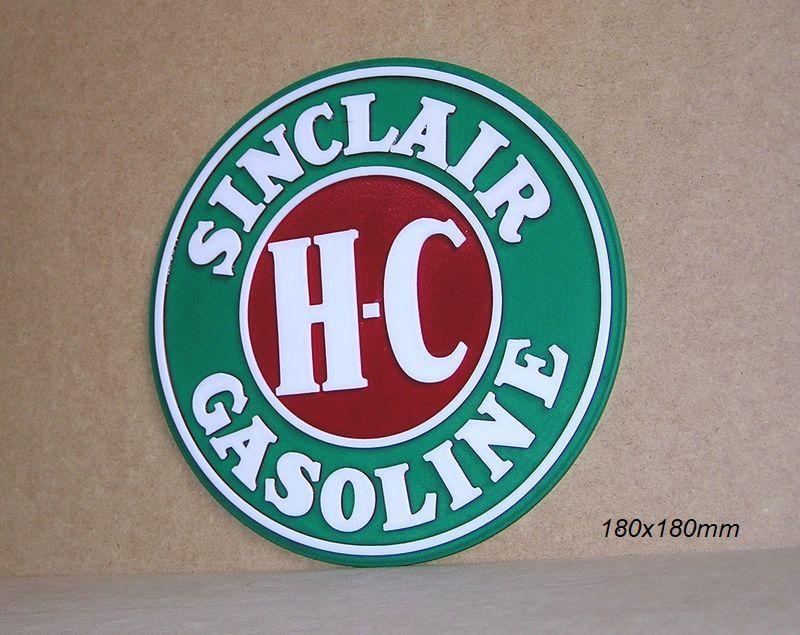 SINCLAIR
H-C
GASOLINE
180x180mm